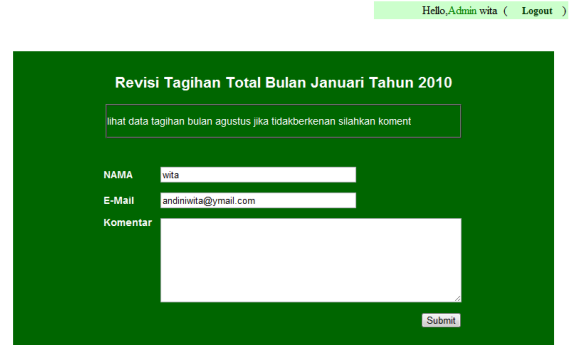 Hello,Admin wita ( Logout )
Revisi Tagihan Total Bulan Januari Tahun 2010
lihat data tagihan bulan agustus jika tidakberkenan silahkan koment
NAMA wita
E-Mail andiniwita@ymail.com
Komentar
Submit